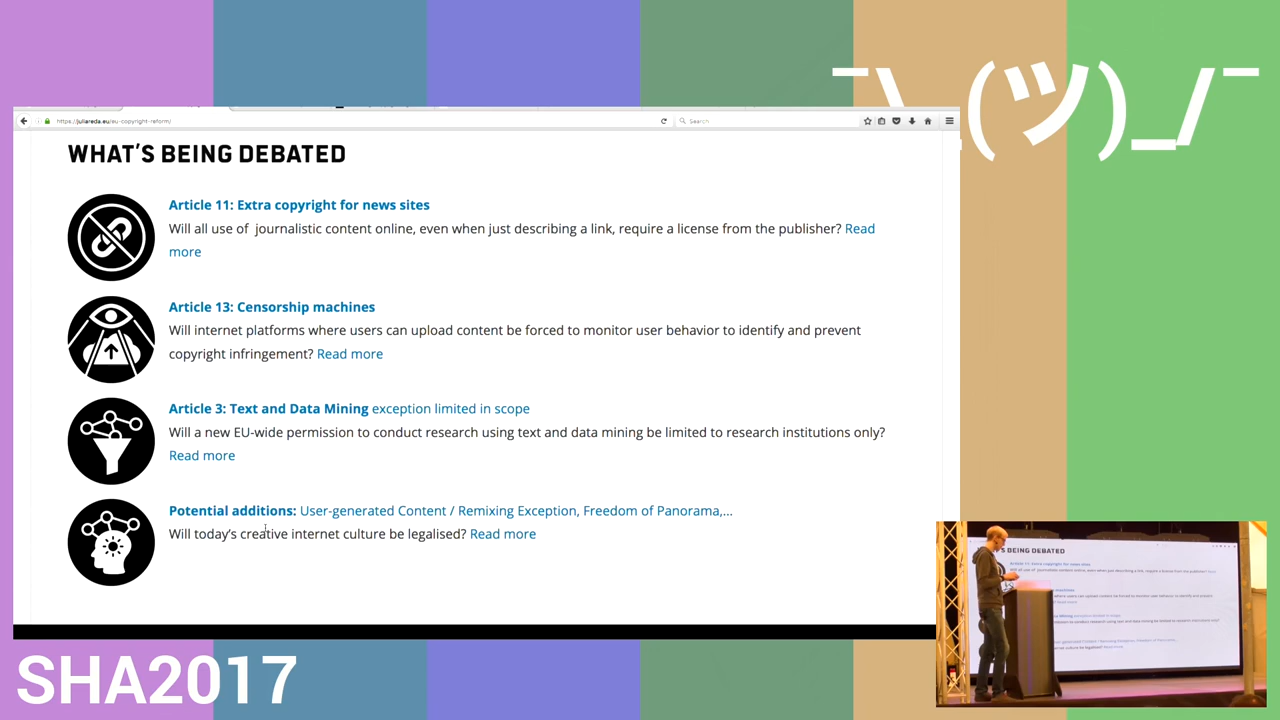 ¯\_(ツ)_/¯
https://juliareda.eu/eu-copyright-reform/
Search
WHAT'S BEING DEBATED
Article 11: Extra copyright for news sites
Will all use of journalistic content online, even when just describing a link, require a license from the publisher? Read
more
Article 13: Censorship machines
Will internet platforms where users can upload content be forced to monitor user behavior to identify and prevent
copyright infringement? Read more
Article 3: Text and Data Mining exception limited in scope
Will a new EU-wide permission to conduct research using text and data mining be limited to research institutions only?
Read more
Potential additions: User-generated Content / Remixing Exception, Freedom of Panorama,...
Will today's creative internet culture be legalised? Read more
WHAT'S BEING DEBATED
SHA2017